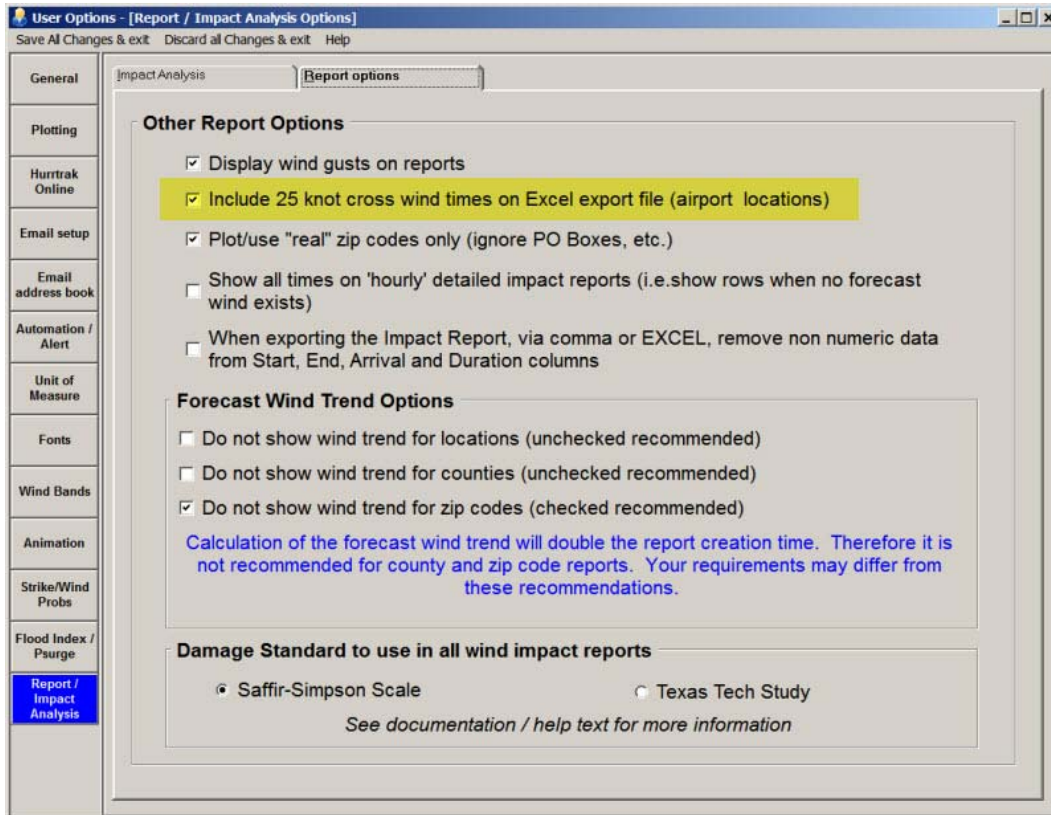 User Options - [Report / Impact Analysis Options]
Save All Changes & exit Discard all Changes & exit Help
General
Plotting
Hurrtrak
Online
Email setup
Email
address book
Automation /
Alert
Unit of
Measure
Fonts
Wind Bands
Animation
Strike/Wind
Probs
Flood Index /
Psurge
Report /
Impact
Analysis
Impact Analysis
Report options
Other Report Options
Display wind gusts on reports
Include 25 knot cross wind times on Excel export file (airport locations)
Plot/use "real" zip codes only (ignore PO Boxes, etc.)
Show all times on 'hourly' detailed impact reports (i.e.show rows when no forecast
wind exists)
When exporting the Impact Report, via comma or EXCEL, remove non numeric data
from Start, End, Arrival and Duration columns
Forecast Wind Trend Options
Do not show wind trend for locations (unchecked recommended)
Do not show wind trend for counties (unchecked recommended)
Do not show wind trend for zip codes (checked recommended)
Calculation of the forecast wind trend will double the report creation time. Therefore it is
not recommended for county and zip code reports. Your requirements may differ from
these recommendations.
Damage Standard to use in all wind impact reports
Saffir-Simpson Scale
Texas Tech Study
See documentation / help text for more information